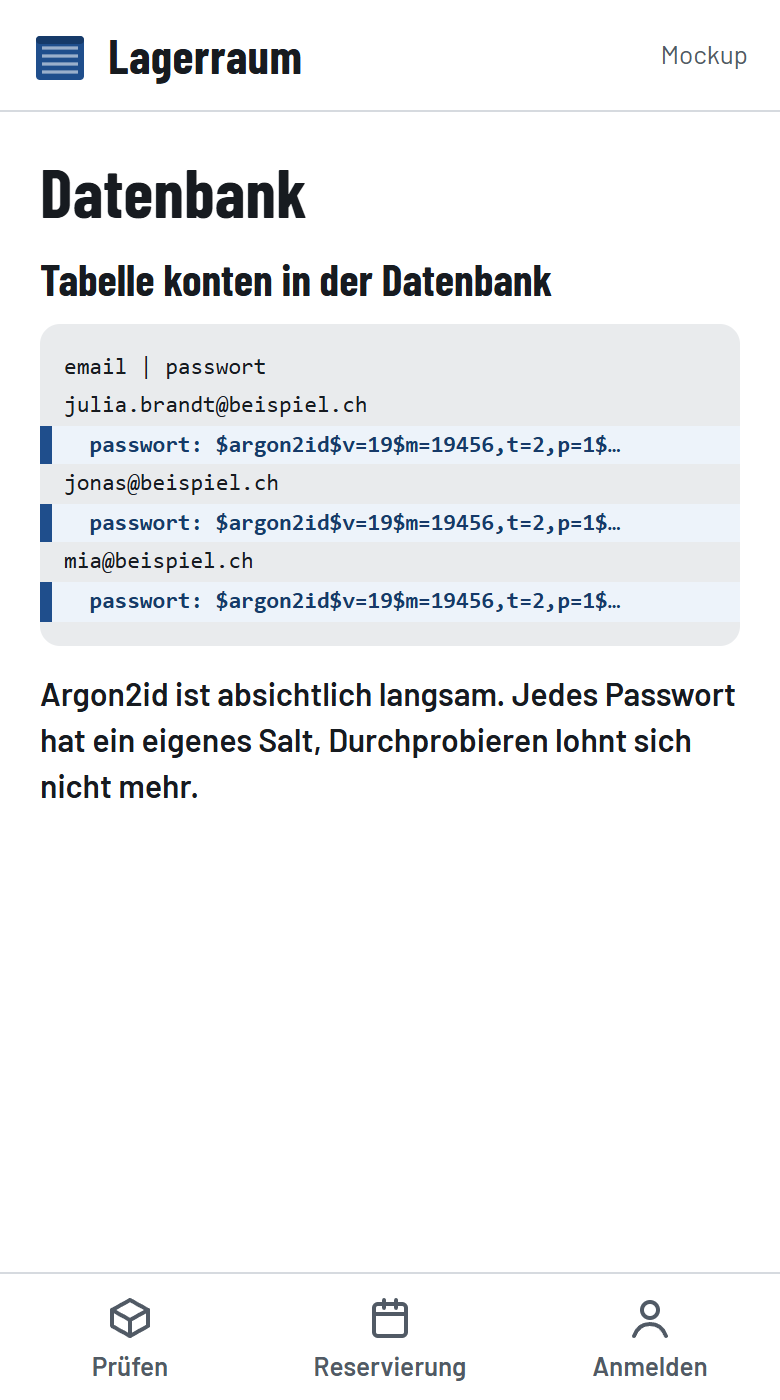 Lagerraum
Mockup
Datenbank
Tabelle konten in der Datenbank
email | passwort
julia.brandt@beispiel.ch
passwort: $argon2id$v=19$m=19456,t=2,p=1$…
jonas@beispiel.ch
passwort: $argon2id$v=19$m=19456,t=2,p=1$…
mia@beispiel.ch
passwort: $argon2id$v=19$m=19456,t=2,p=1$…
Argon2id ist absichtlich langsam. Jedes Passwort
hat ein eigenes Salt, Durchprobieren lohnt sich
nicht mehr.
Prüfen
Reservierung
Anmelden